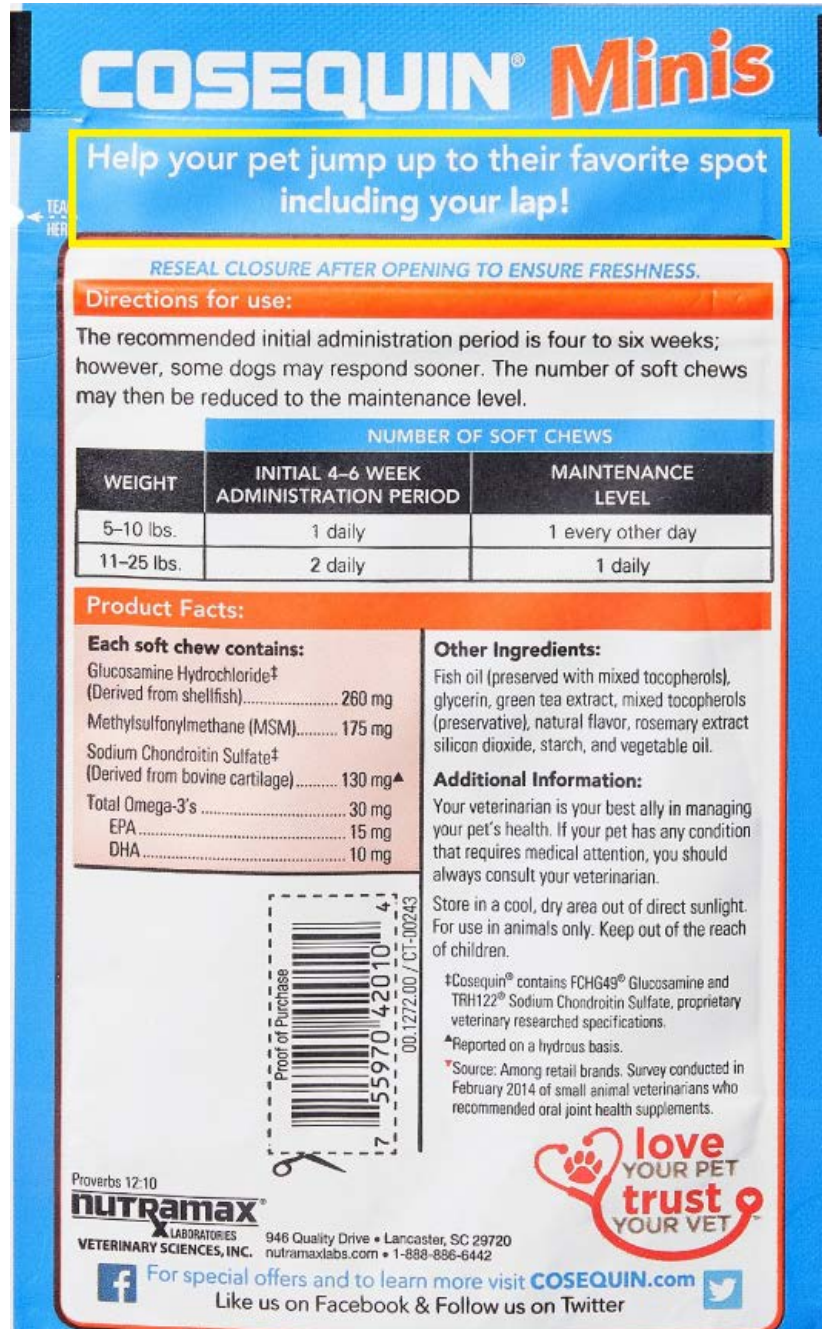 COSEQUIN® Minis
Help your pet jump up to their favorite spot
including your lap!
TEA
HER
RESEAL CLOSURE AFTER OPENING TO ENSURE FRESHNESS.
Directions for use:
The recommended initial administration period is four to six weeks;
however, some dogs may respond sooner. The number of soft chews
may then be reduced to the maintenance level.
NUMBER OF SOFT CHEWS
WEIGHT INITIAL 4–6 WEEK ADMINISTRATION PERIOD MAINTENANCE LEVEL
5–10 lbs. 1 daily 1 every other day
11–25 lbs. 2 daily 1 daily
Product Facts:
Each soft chew contains:
Glucosamine Hydrochloride‡
(Derived from shellfish)..................... 260 mg
Methylsulfonylmethane (MSM)......... 175 mg
Sodium Chondroitin Sulfate‡
(Derived from bovine cartilage).......... 130 mg▲
Total Omega-3's ................................. 30 mg
EPA............................................... 15 mg
DHA.............................................. 10 mg
Other Ingredients:
Fish oil (preserved with mixed tocopherols),
glycerin, green tea extract, mixed tocopherols
(preservative), natural flavor, rosemary extract
silicon dioxide, starch, and vegetable oil.
Additional Information:
Your veterinarian is your best ally in managing
your pet's health. If your pet has any condition
that requires medical attention, you should
always consult your veterinarian.
Store in a cool, dry area out of direct sunlight.
For use in animals only. Keep out of the reach
of children.
‡Cosequin® contains FCHG49® Glucosamine and
TRH122® Sodium Chondroitin Sulfate, proprietary
veterinary researched specifications.
▲Reported on a hydrous basis.
▼Source: Among retail brands. Survey conducted in
February 2014 of small animal veterinarians who
recommended oral joint health supplements.
Proof of Purchase
7 55970 42010 4
00.1272.00 / CT-00243
love
YOUR PET
trust
YOUR VET™
Proverbs 12:10
NUTRAMAX®
LABORATORIES
VETERINARY SCIENCES, INC.
946 Quality Drive • Lancaster, SC 29720
nutramaxlabs.com • 1-888-886-6442
For special offers and to learn more visit COSEQUIN.com
Like us on Facebook & Follow us on Twitter